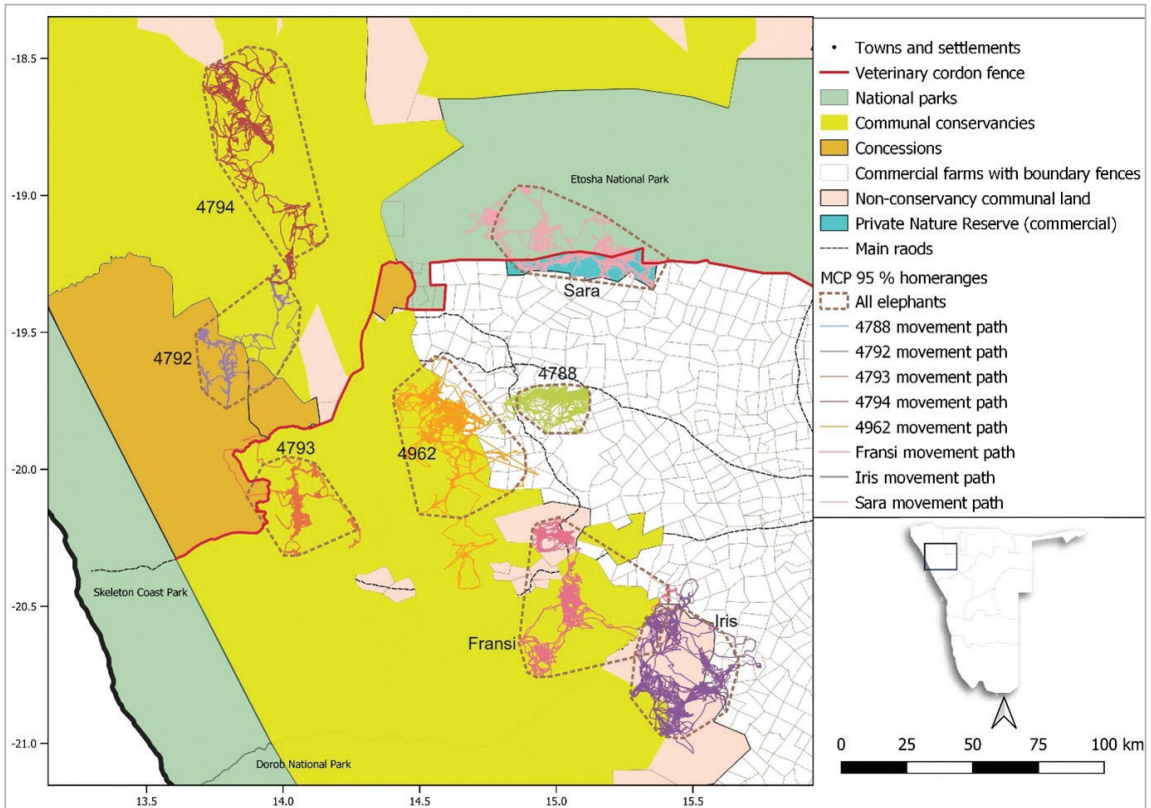 -18.5
-19.0
-19.5
-20.0
-20.5
-21.0
13.5
14.0
14.5
15.0
15.5
4794
Etosha National Park
Sara
4792
4788
4793
4962
Skeleton Coast Park
Fransi
Iris
Dorob National Park
Towns and settlements
Veterinary cordon fence
National parks
Communal conservancies
Concessions
Commercial farms with boundary fences
Non-conservancy communal land
Private Nature Reserve (commercial)
Main raods
MCP 95 % homeranges
All elephants
4788 movement path
4792 movement path
4793 movement path
4794 movement path
4962 movement path
Fransi movement path
Iris movement path
Sara movement path
0 25 50 75 100 km